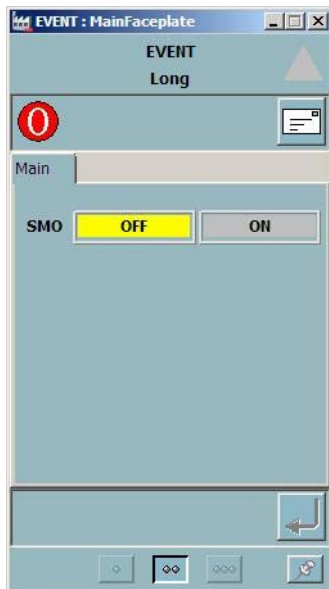 EVENT : MainFaceplate
EVENT
Long
0
Main
SMO OFF ON